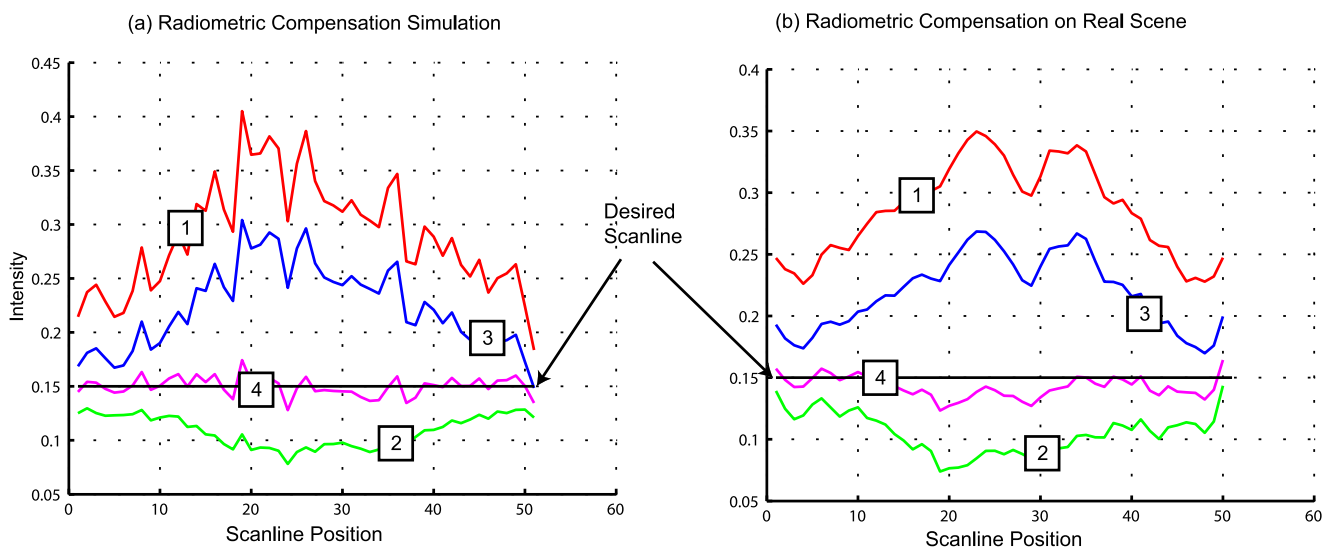 (a) Radiometric Compensation Simulation
0.45
0.4
0.35
0.3
0.25
0.2
0.15
0.1
0.05
Intensity
0 10 20 30 40 50 60
Scanline Position
1
3
4
2
Desired
Scanline
(b) Radiometric Compensation on Real Scene
0.4
0.35
0.3
0.25
0.2
0.15
0.1
0.05
0 10 20 30 40 50 60
Scanline Position
1
3
4
2